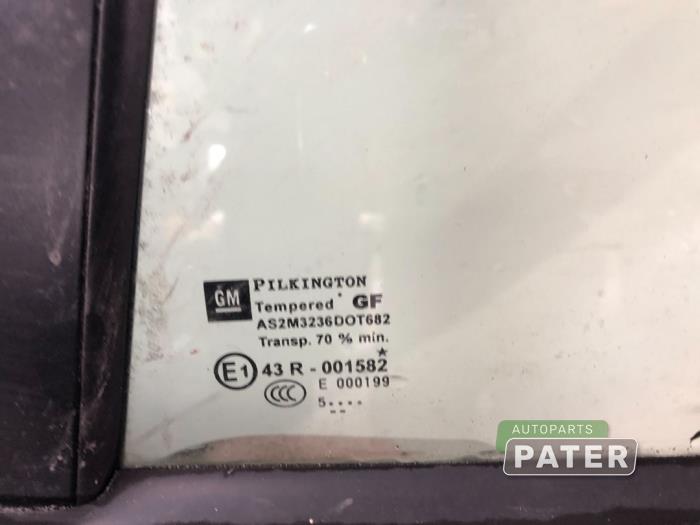 GM
PILKINGTON
Tempered GF
AS2M3236DOT682
Transp. 70 % min.
E1 43 R - 001582
CCC E 000199
5....
--
AUTOPARTS
PATER